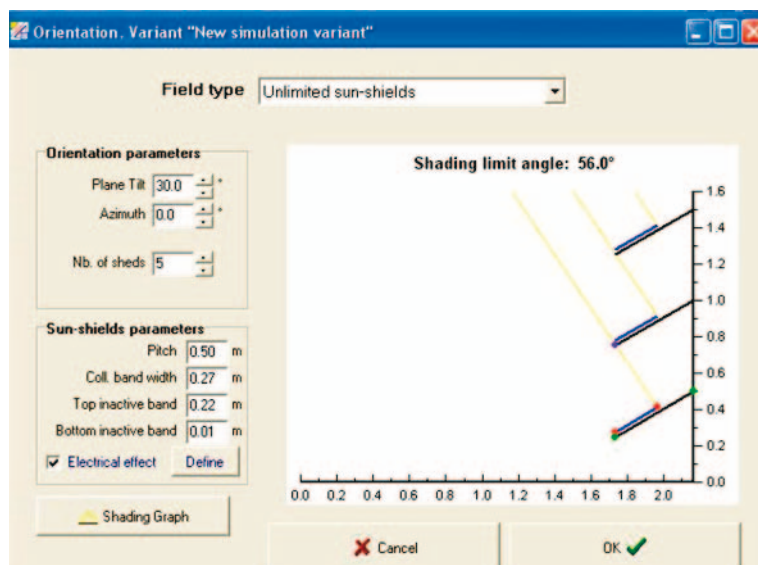 Orientation. Variant "New simulation variant"
Field type Unlimited sun-shields
Orientation parameters
Plane Tilt 30.0 °
Azimuth 0.0 °
Nb. of sheds 5
Sun-shields parameters
Pitch 0.50 m
Coll. band width 0.27 m
Top inactive band 0.22 m
Bottom inactive band 0.01 m
Electrical effect Define
Shading Graph
Shading limit angle: 56.0°
1.6
1.4
1.2
1.0
0.8
0.6
0.4
0.2
0.0
0.0 0.2 0.4 0.6 0.8 1.0 1.2 1.4 1.6 1.8 2.0
Cancel
OK